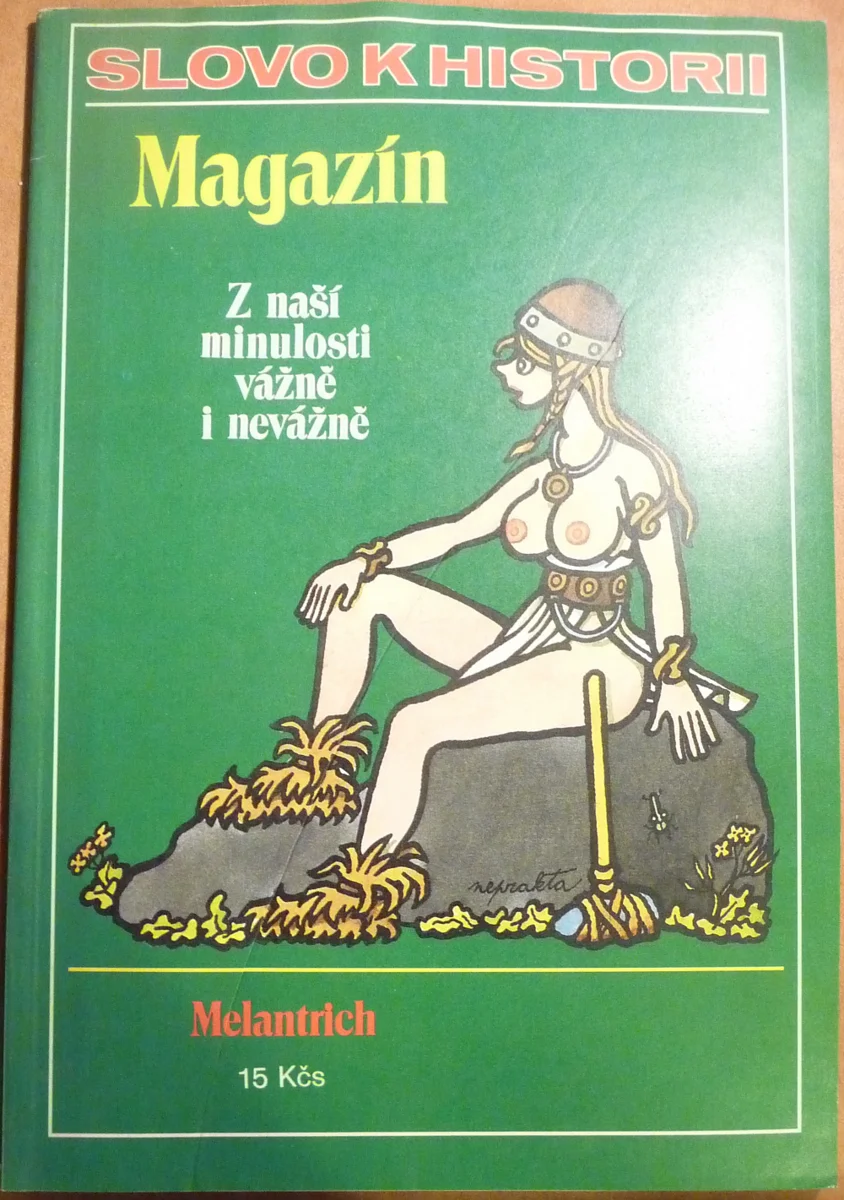 SLOVO K HISTORII
Magazín
Z naší
minulosti
vážně
i nevážně
neprakta
Melantrich
15 Kčs